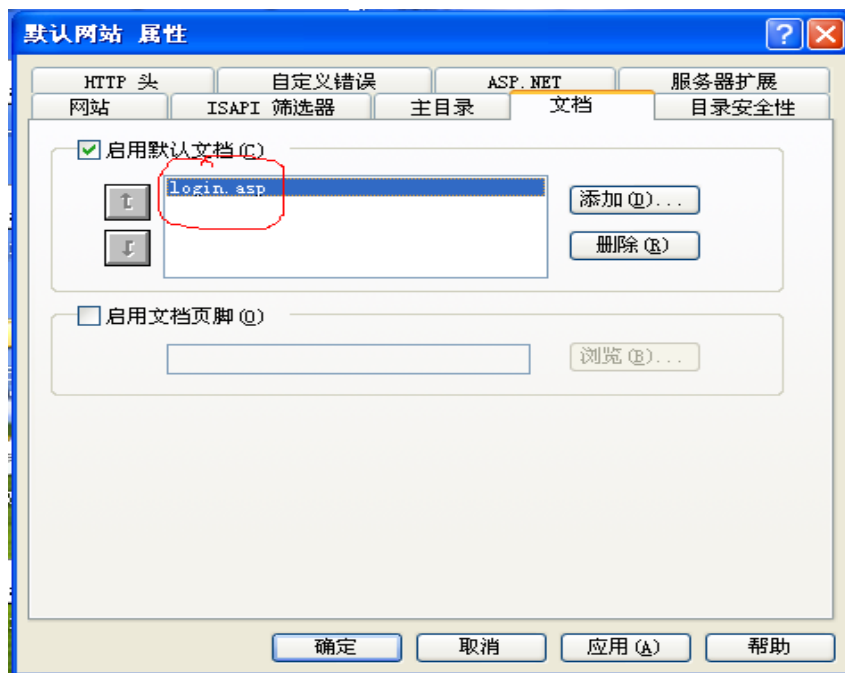 默认网站 属性
HTTP 头 自定义错误 ASP.NET 服务器扩展
网站 ISAPI 筛选器 主目录 文档 目录安全性
启用默认文档(C)
login.asp
添加(D)...
删除(R)
启用文档页脚(O)
浏览(B)...
确定 取消 应用(A) 帮助